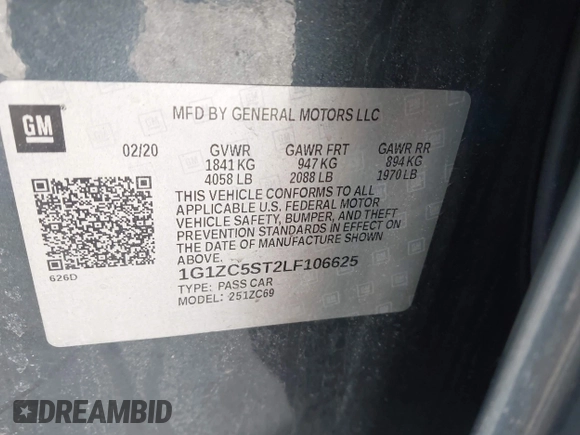 GM
MFD BY GENERAL MOTORS LLC
02/20 GVWR GAWR FRT GAWR RR
1841 KG 947 KG 894 KG
4058 LB 2088 LB 1970 LB
THIS VEHICLE CONFORMS TO ALL
APPLICABLE U.S. FEDERAL MOTOR
VEHICLE SAFETY, BUMPER, AND THEFT
PREVENTION STANDARDS IN EFFECT ON
THE DATE OF MANUFACTURE SHOWN
ABOVE.
626D
1G1ZC5ST2LF106625
TYPE: PASS CAR
MODEL: 251ZC69
DREAMBID